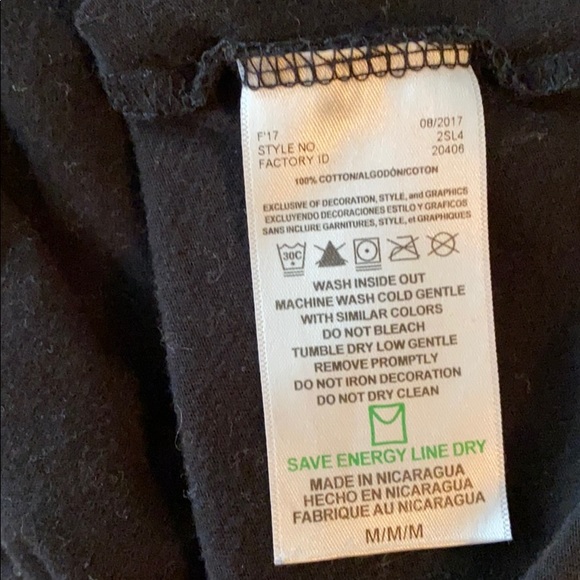 F'17 08/2017
STYLE NO 2SL4
FACTORY ID 20406
100% COTTON/ALGODÓN/COTON
EXCLUSIVE OF DECORATION, STYLE, and GRAPHICS
EXCLUYENDO DECORACIONES ESTILO Y GRAFICOS
SANS INCLURE GARNITURES, STYLE, et GRAPHIQUES
30C
WASH INSIDE OUT
MACHINE WASH COLD GENTLE
WITH SIMILAR COLORS
DO NOT BLEACH
TUMBLE DRY LOW GENTLE
REMOVE PROMPTLY
DO NOT IRON DECORATION
DO NOT DRY CLEAN
SAVE ENERGY LINE DRY
MADE IN NICARAGUA
HECHO EN NICARAGUA
FABRIQUE AU NICARAGUA
M/M/M